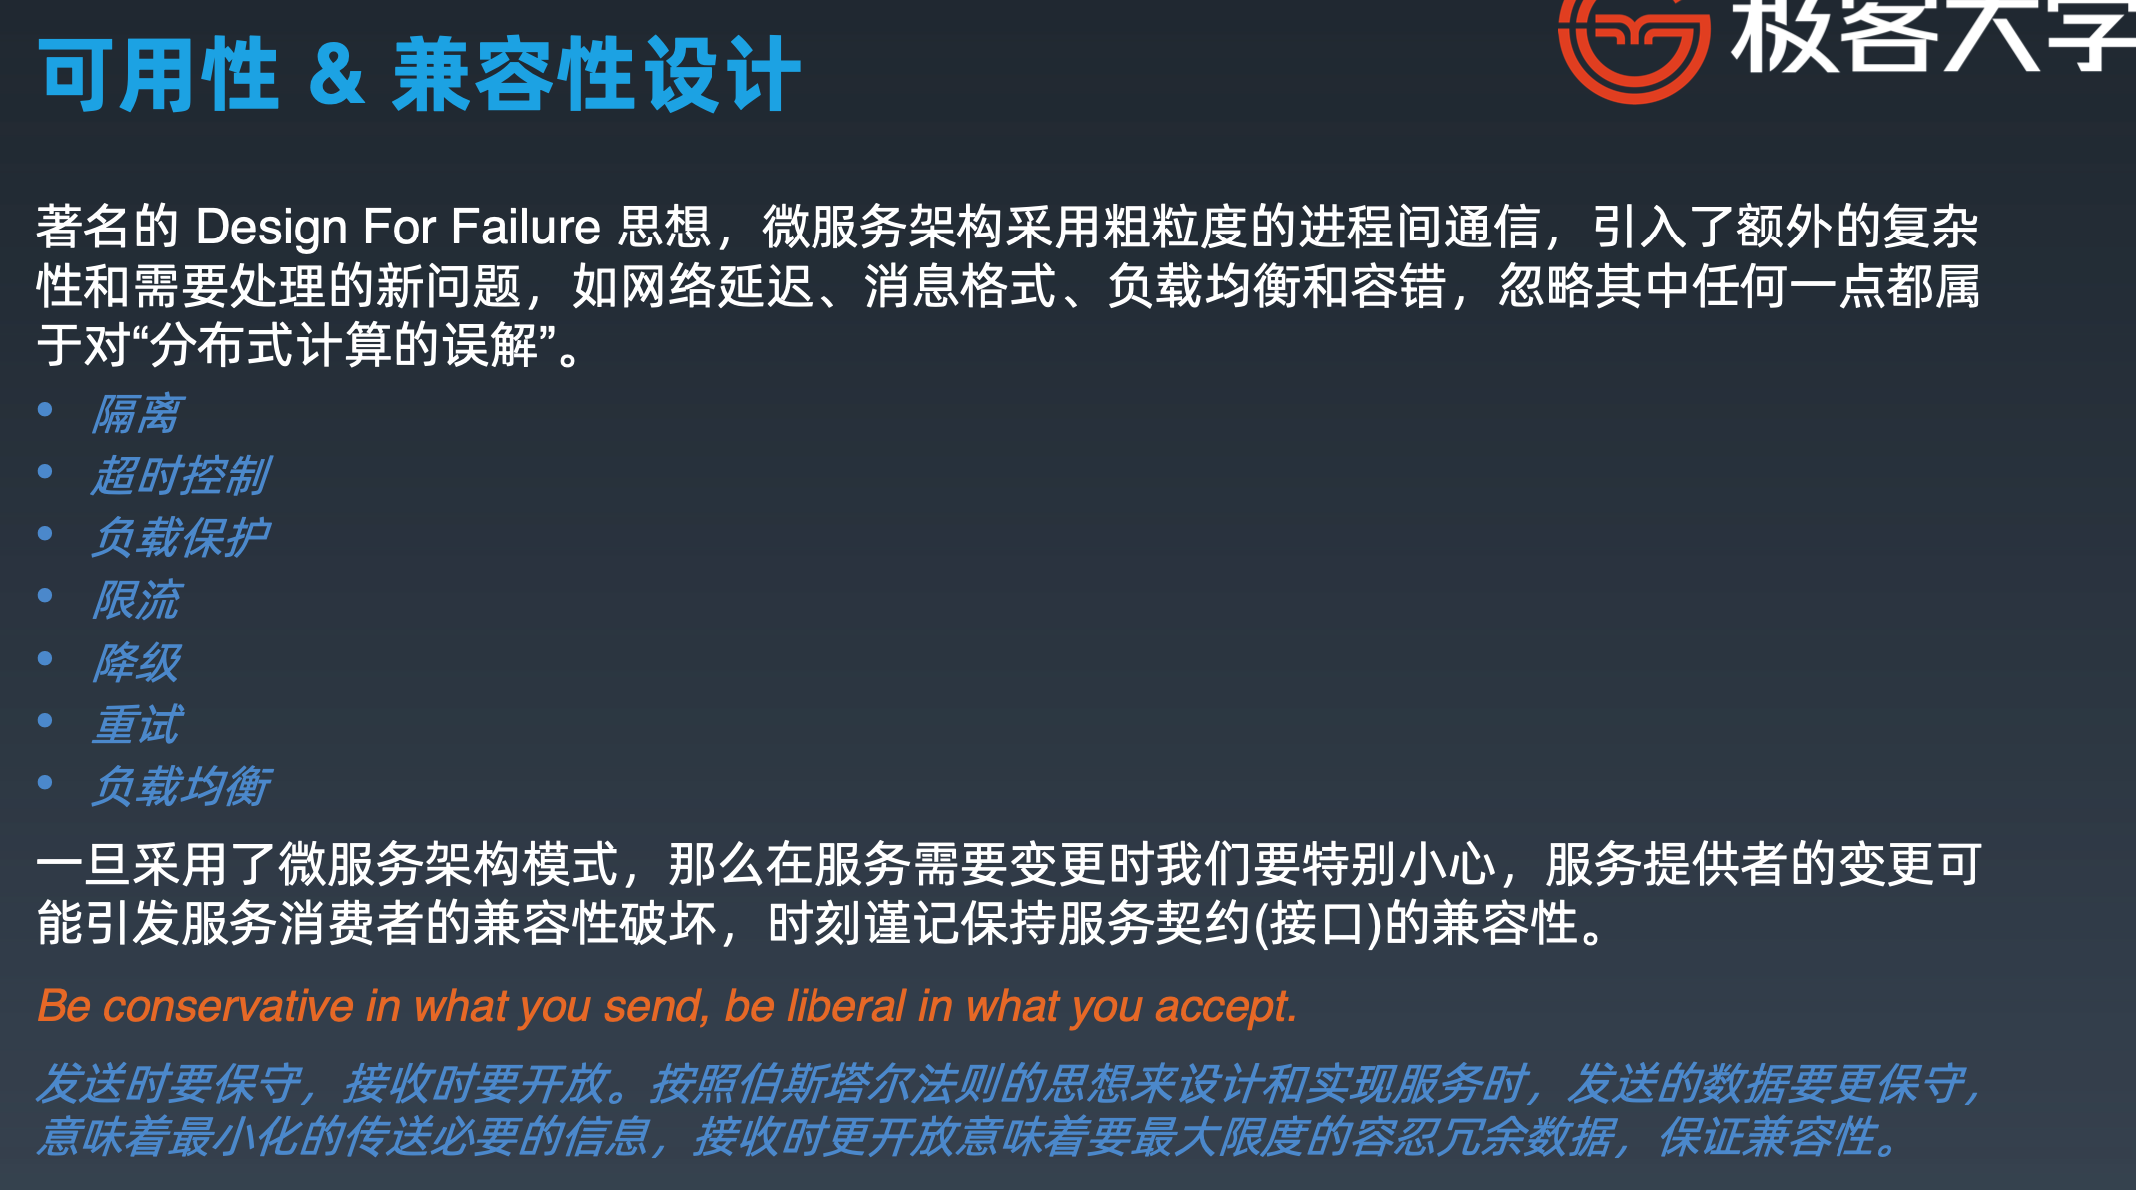 极客大学
可用性 & 兼容性设计
著名的 Design For Failure 思想，微服务架构采用粗粒度的进程间通信，引入了额外的复杂
性和需要处理的新问题，如网络延迟、消息格式、负载均衡和容错，忽略其中任何一点都属
于对“分布式计算的误解”。
• 隔离
• 超时控制
• 负载保护
• 限流
• 降级
• 重试
• 负载均衡
一旦采用了微服务架构模式，那么在服务需要变更时我们要特别小心，服务提供者的变更可
能引发服务消费者的兼容性破坏，时刻谨记保持服务契约(接口)的兼容性。
Be conservative in what you send, be liberal in what you accept.
发送时要保守，接收时要开放。按照伯斯塔尔法则的思想来设计和实现服务时，发送的数据要更保守，
意味着最小化的传送必要的信息，接收时更开放意味着要最大限度的容忍冗余数据，保证兼容性。